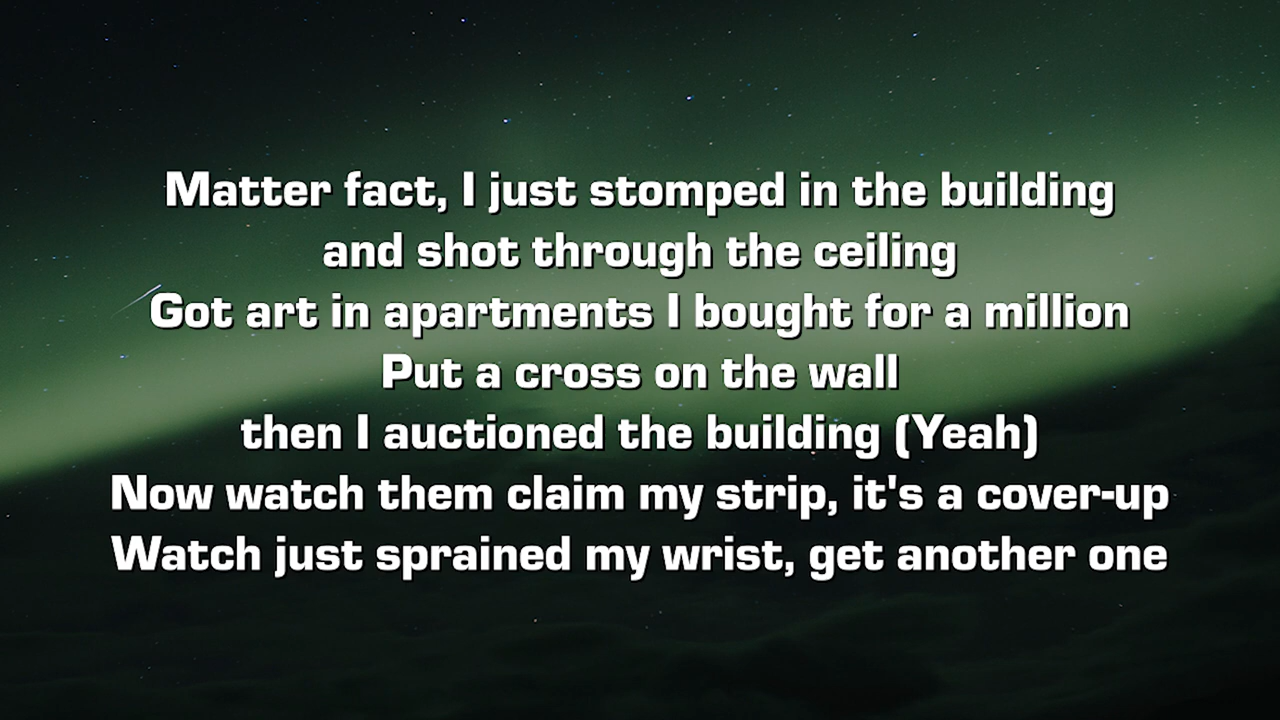 Matter fact, I just stomped in the building
and shot through the ceiling
Got art in apartments I bought for a million
Put a cross on the wall
then I auctioned the building (Yeah)
Now watch them claim my strip, it's a cover-up
Watch just sprained my wrist, get another one